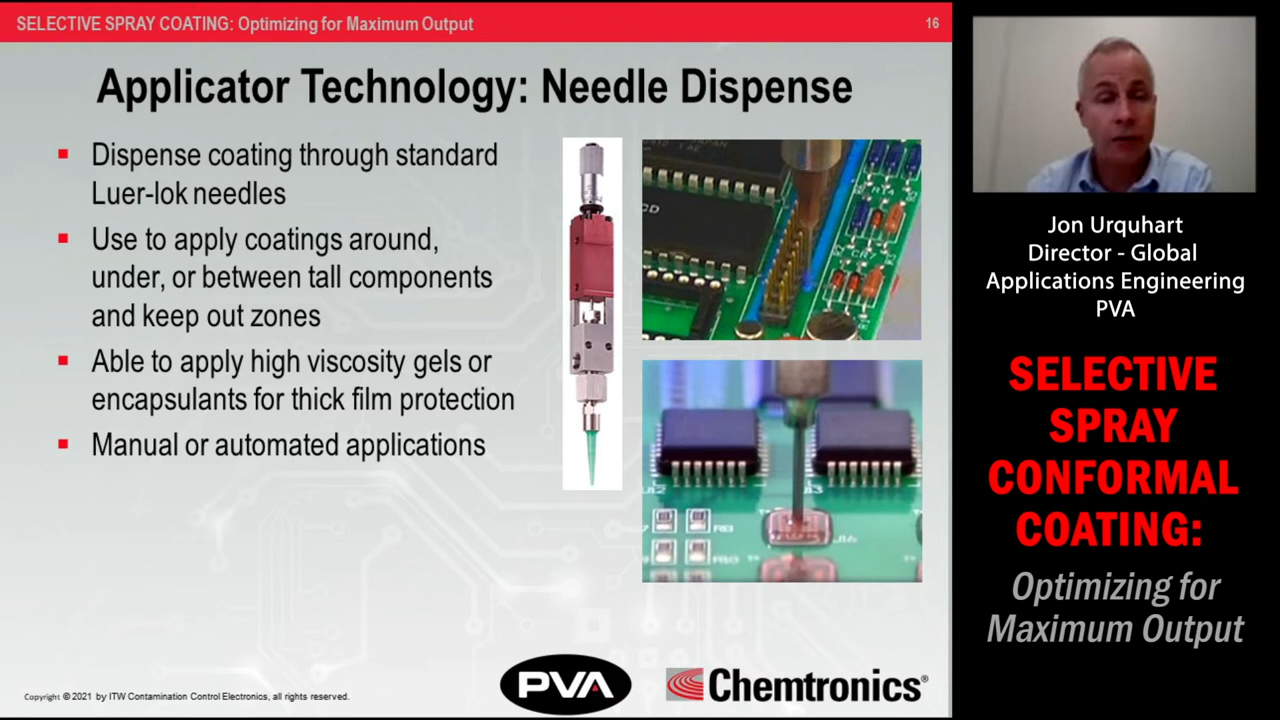 SELECTIVE SPRAY COATING: Optimizing for Maximum Output
16
Applicator Technology: Needle Dispense
▪ Dispense coating through standard
Luer-lok needles
▪ Use to apply coatings around,
under, or between tall components
and keep out zones
▪ Able to apply high viscosity gels or
encapsulants for thick film protection
▪ Manual or automated applications
CD
U16
R8
R10
PVA
Chemtronics®
Copyright © 2021 by ITW Contamination Control Electronics, all rights reserved.
Jon Urquhart
Director - Global
Applications Engineering
PVA
SELECTIVE
SPRAY
CONFORMAL
COATING:
Optimizing for
Maximum Output